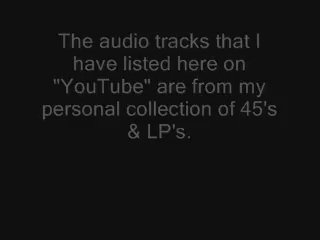 The audio tracks that I
have listed here on
"YouTube" are from my
personal collection of 45's
& LP's.